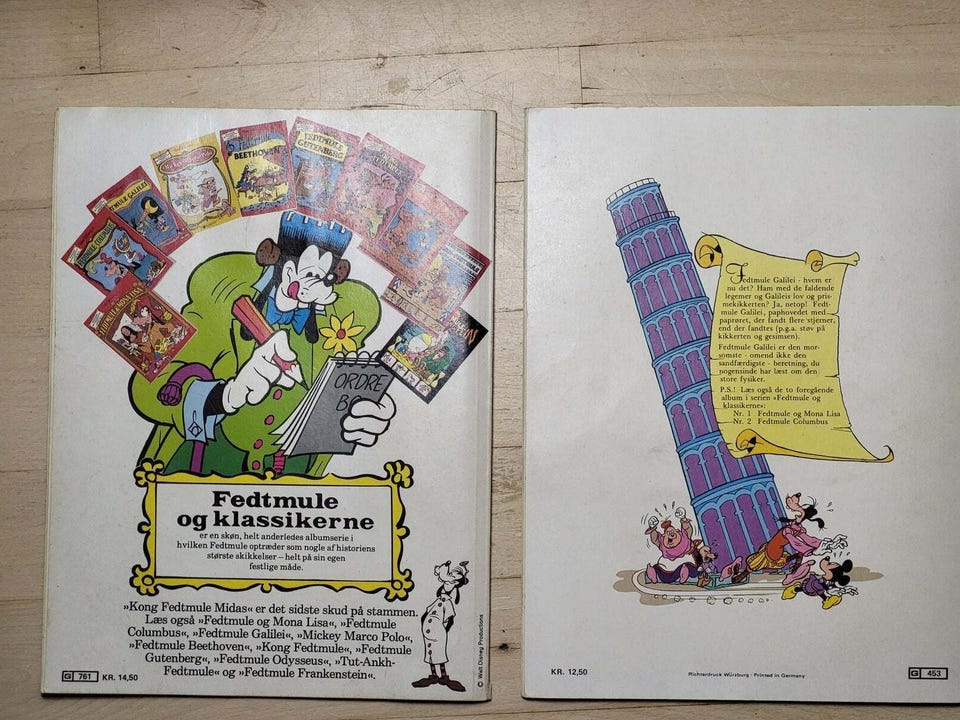 FEDTMULE & MONA LISA
FEDTMULE GALILEI
BEETHOVEN
FEDTMULE
GUTENBERG
ORDRE
Fedtmule
og klassikerne
er en skøn, helt anderledes albumserie i
hvilken Fedtmule optræder som nogle af historiens
største skikkelser – helt på sin egen
festlige måde.
»Kong Fedtmule Midas« er det sidste skud på stammen.
Læs også »Fedtmule og Mona Lisa«, »Fedtmule
Columbus«, »Fedtmule Galilei«, »Mickey Marco Polo«,
»Fedtmule Beethoven«, »Kong Fedtmule«, »Fedtmule
Gutenberg«, »Fedtmule Odysseus«, »Tut-Ankh-
Fedtmule« og »Fedtmule Frankenstein«.
G 761 KR. 14,50
© Walt Disney Productions
Fedtmule Galilei - hvem er
nu det? Ham med de faldende
legemer og Galileis lov og pris-
mekikkerten? Ja, netop! Fedt-
mule Galilei, paphovedet med
paprøret, der fandt flere stjerner,
end der fandtes (p.g.a. støv på
kikkerten og gesimsen).
Fedtmule Galilei er den mor-
somste - omend ikke den
sandfærdigste - beretning, du
nogensinde har læst om den
store fysiker.
P.S.! Læs også de to foregående
album i serien »Fedtmule og
klassikerne«:
Nr. 1 Fedtmule og Mona Lisa
Nr. 2 Fedtmule Columbus
KR. 12,50
Richterdruck Würzburg · Printed in Germany
G 453